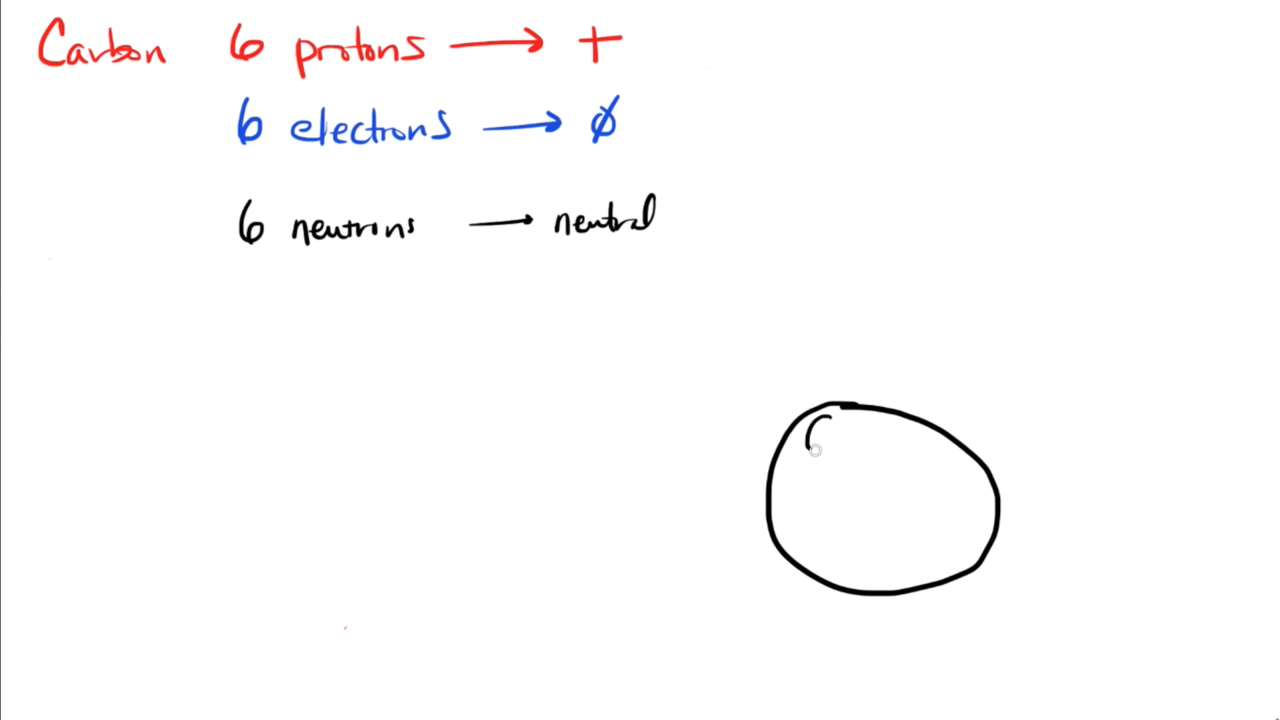 Carbon 6 protons → +
6 electrons → ϕ
6 neutrons → neutral